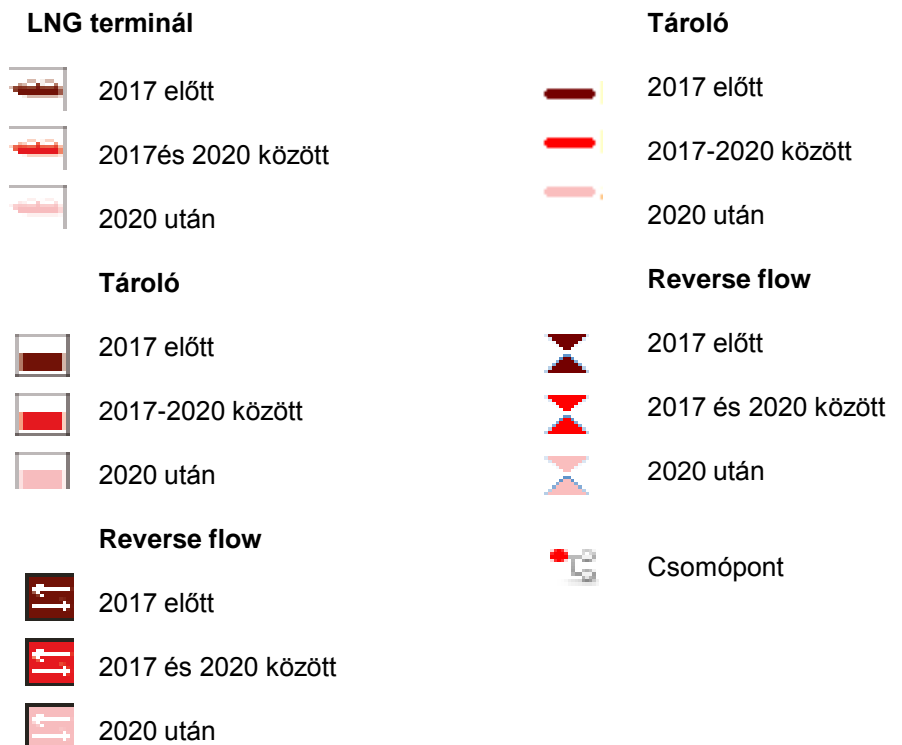 LNG terminál
2017 előtt
2017és 2020 között
2020 után
Tároló
2017 előtt
2017-2020 között
2020 után
Reverse flow
2017 előtt
2017 és 2020 között
2020 után
Tároló
2017 előtt
2017-2020 között
2020 után
Reverse flow
2017 előtt
2017 és 2020 között
2020 után
Csomópont